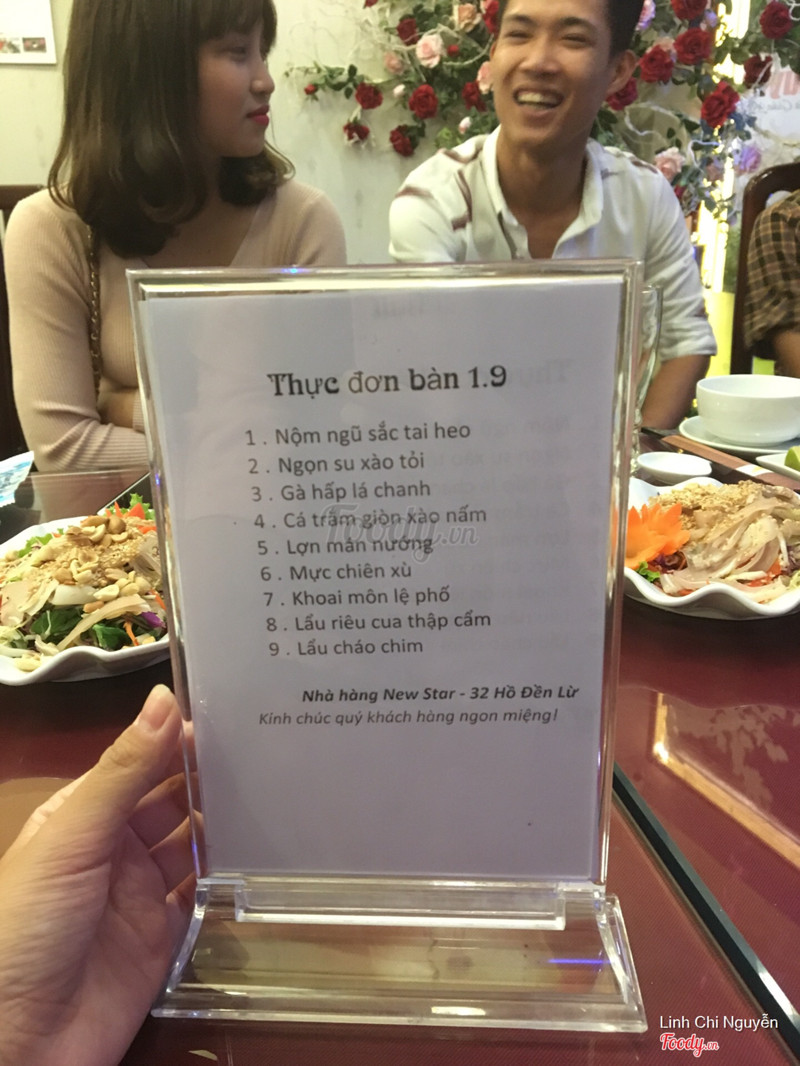 Thực đơn bàn 1.9
1 . Nộm ngũ sắc tai heo
2 . Ngọn su xào tỏi
3 . Gà hấp lá chanh
4 . Cá trắm giòn xào nấm
5 . Lợn mán nướng
6 . Mực chiên xù
7 . Khoai môn lệ phố
8 . Lẩu riêu cua thập cẩm
9 . Lẩu cháo chim
Nhà hàng New Star - 32 Hồ Đền Lừ
Kính chúc quý khách hàng ngon miệng!
Foody.vn
Linh Chi Nguyễn
Foody.vn